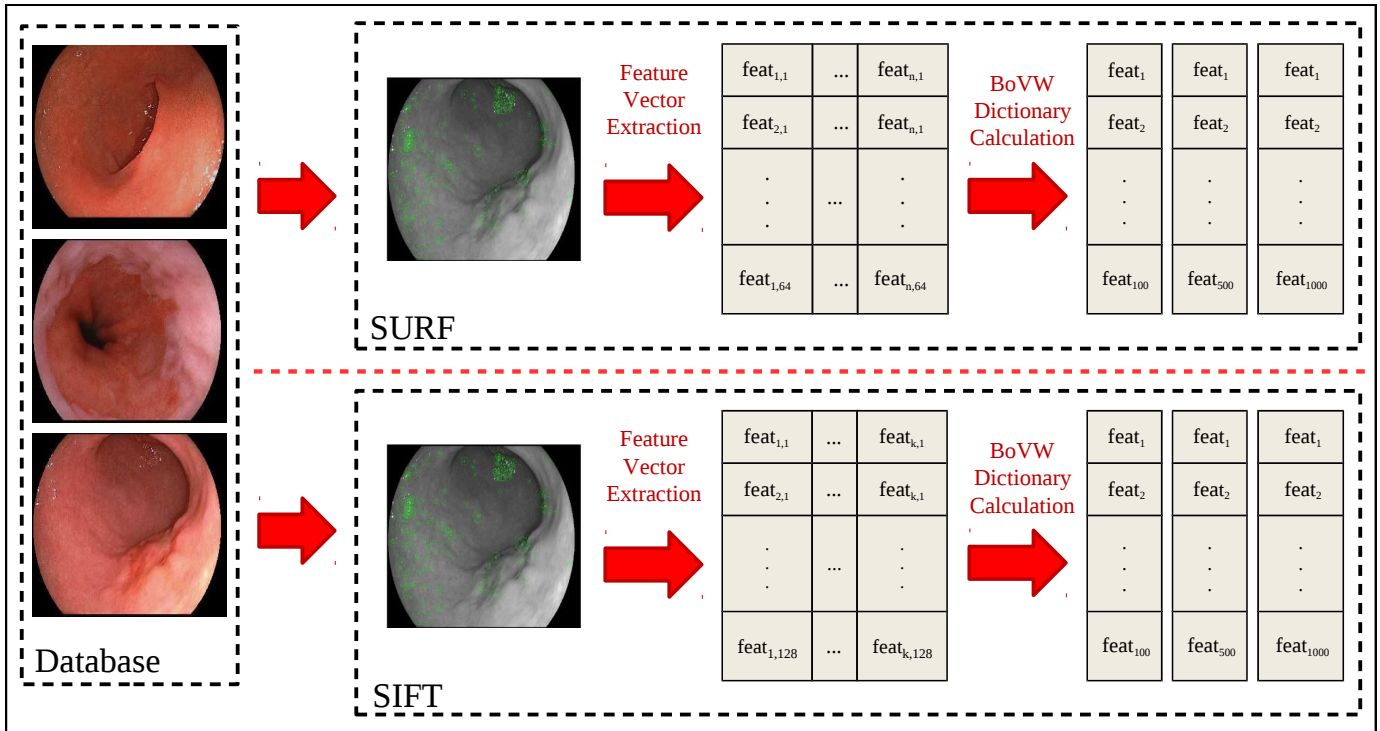 Feature
Vector
Extraction
feat1,1 ... featn,1
feat2,1 ... featn,1
. .
. ... .
. .
feat1,64 ... featn,64
BoVW
Dictionary
Calculation
feat1 feat1 feat1
feat2 feat2 feat2
. . .
. . .
. . .
feat100 feat500 feat1000
SURF
Feature
Vector
Extraction
feat1,1 ... featk,1
feat2,1 ... featk,1
. .
. ... .
. .
feat1,128 ... featk,128
BoVW
Dictionary
Calculation
feat1 feat1 feat1
feat2 feat2 feat2
. . .
. . .
. . .
feat100 feat500 feat1000
SIFT
Database